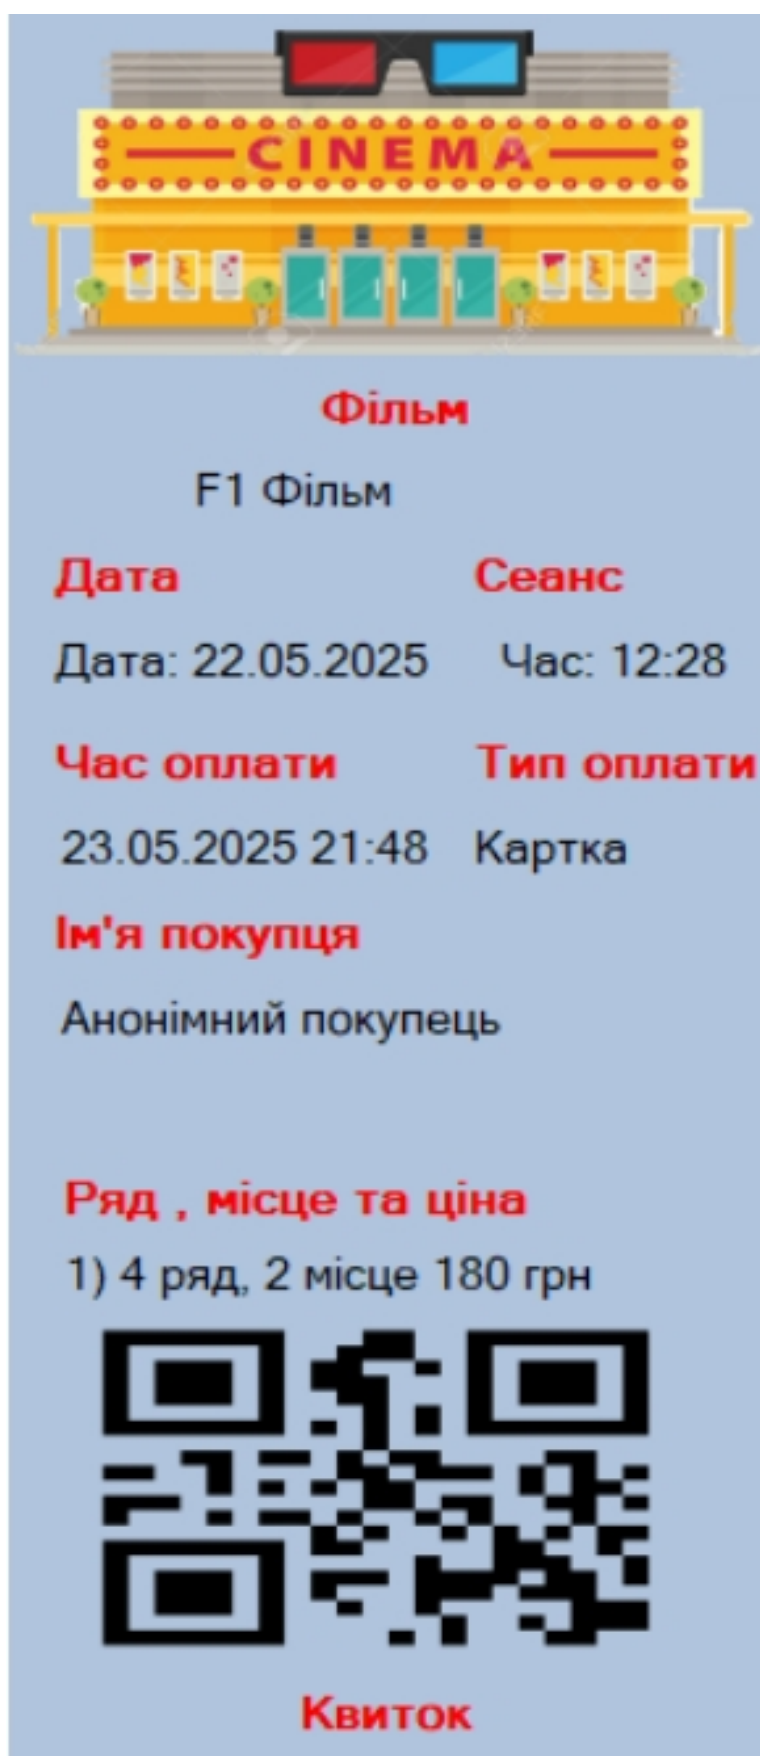 CINEMA
Фільм
F1 Фільм
Дата Сеанс
Дата: 22.05.2025 Час: 12:28
Час оплати Тип оплати
23.05.2025 21:48 Картка
Ім'я покупця
Анонімний покупець
Ряд , місце та ціна
1) 4 ряд, 2 місце 180 грн
Квиток